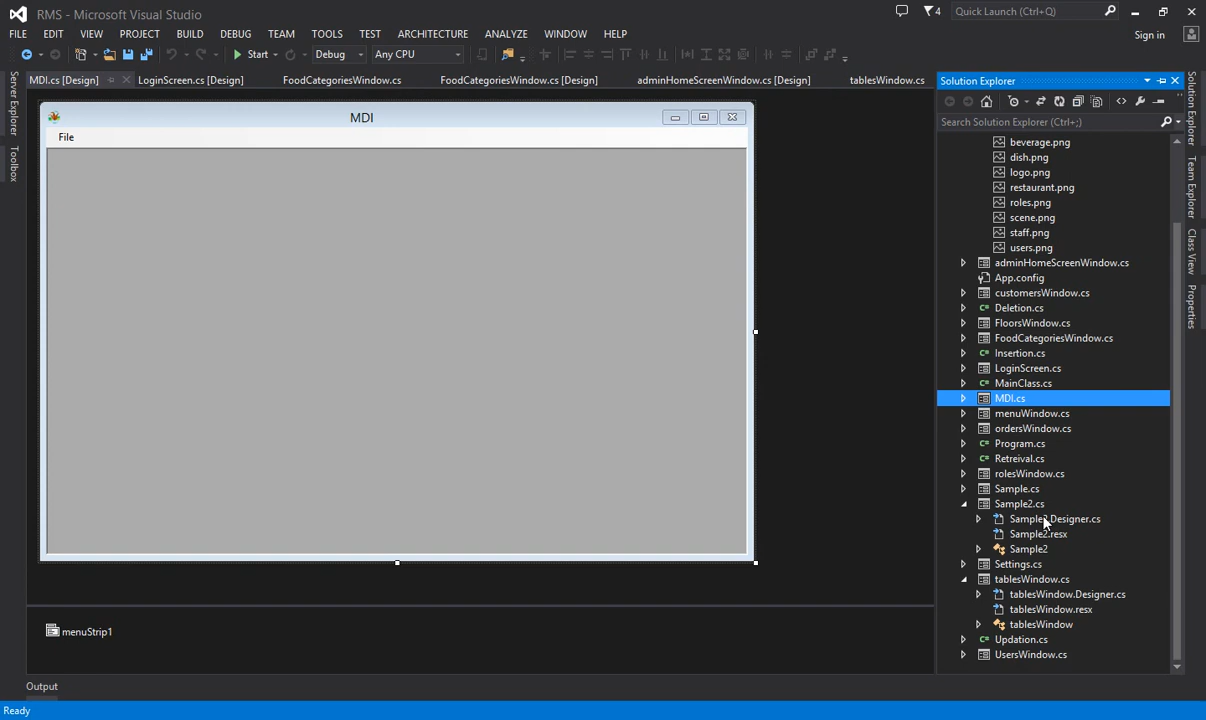 RMS - Microsoft Visual Studio
4
Quick Launch (Ctrl+Q)
FILE EDIT VIEW PROJECT BUILD DEBUG TEAM TOOLS TEST ARCHITECTURE ANALYZE WINDOW HELP
Sign in
Start
Debug
Any CPU
MDI.cs [Design]
LoginScreen.cs [Design]
FoodCategoriesWindow.cs
FoodCategoriesWindow.cs [Design]
adminHomeScreenWindow.cs [Design]
tablesWindow.cs
Server Explorer
Toolbox
MDI
File
menuStrip1
Solution Explorer
Search Solution Explorer (Ctrl+;)
beverage.png
dish.png
logo.png
restaurant.png
roles.png
scene.png
staff.png
users.png
adminHomeScreenWindow.cs
App.config
customersWindow.cs
Deletion.cs
FloorsWindow.cs
FoodCategoriesWindow.cs
Insertion.cs
LoginScreen.cs
MainClass.cs
MDI.cs
menuWindow.cs
ordersWindow.cs
Program.cs
Retreival.cs
rolesWindow.cs
Sample.cs
Sample2.cs
Sample2.Designer.cs
Sample2.resx
Sample2
Settings.cs
tablesWindow.cs
tablesWindow.Designer.cs
tablesWindow.resx
tablesWindow
Updation.cs
UsersWindow.cs
Solution Explorer
Team Explorer
Class View
Properties
Output
Ready